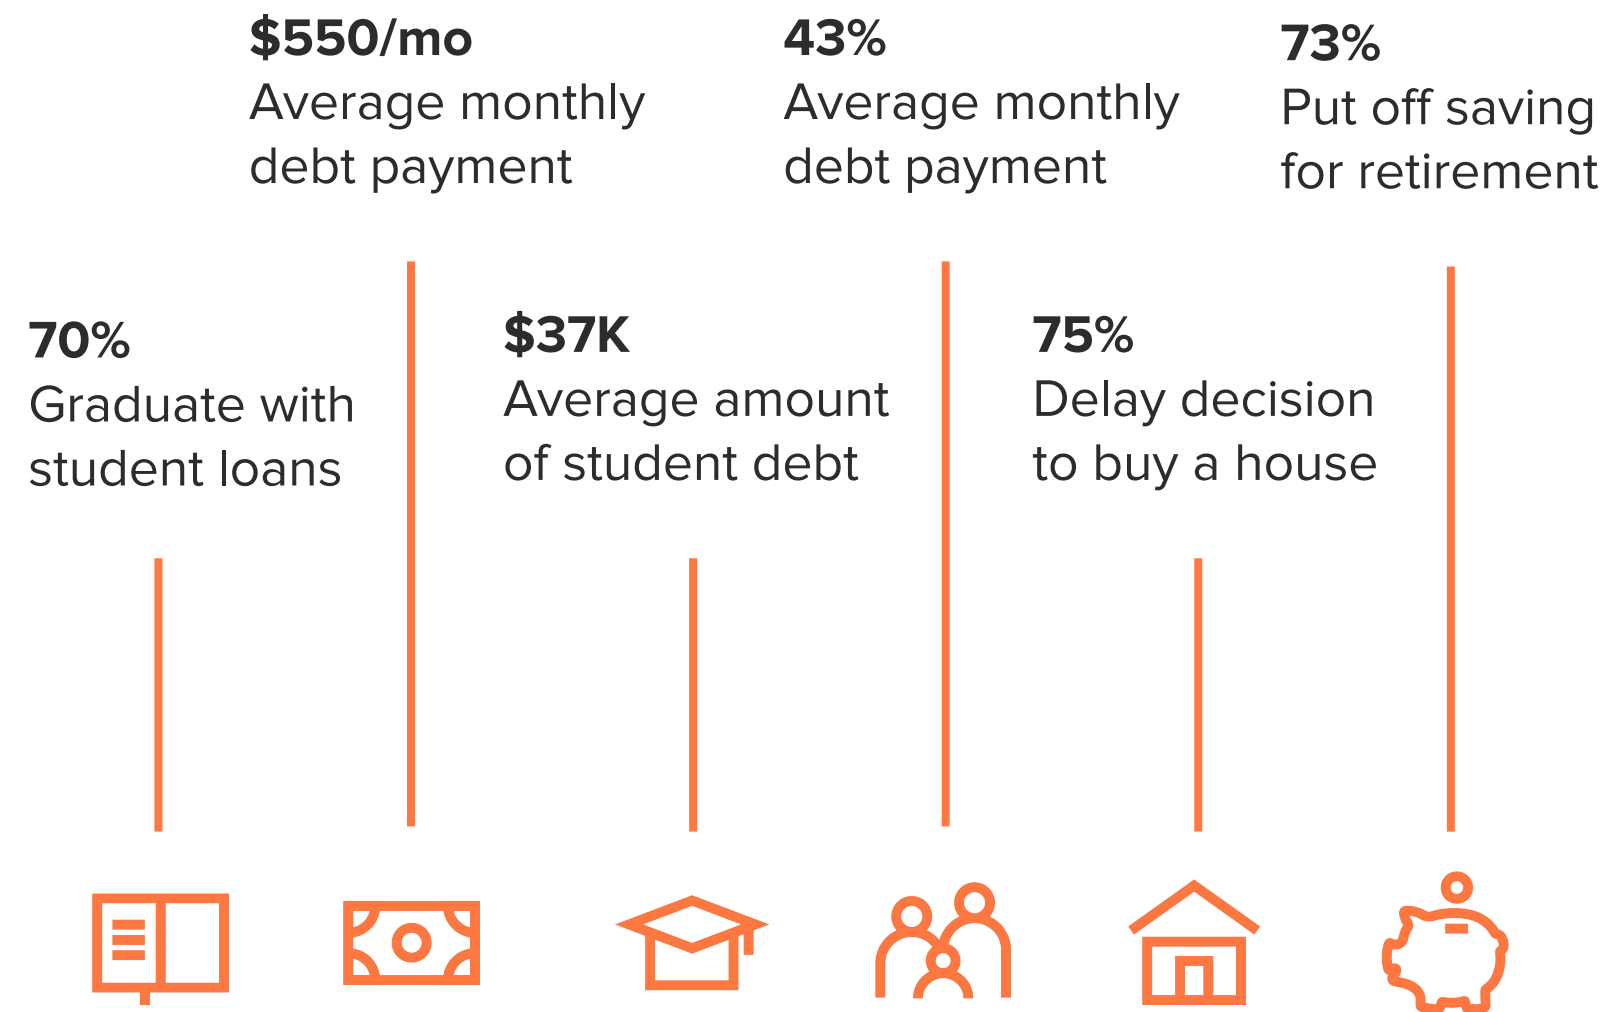 $550/mo
Average monthly
debt payment
43%
Average monthly
debt payment
73%
Put off saving
for retirement
70%
Graduate with
student loans
$37K
Average amount
of student debt
75%
Delay decision
to buy a house